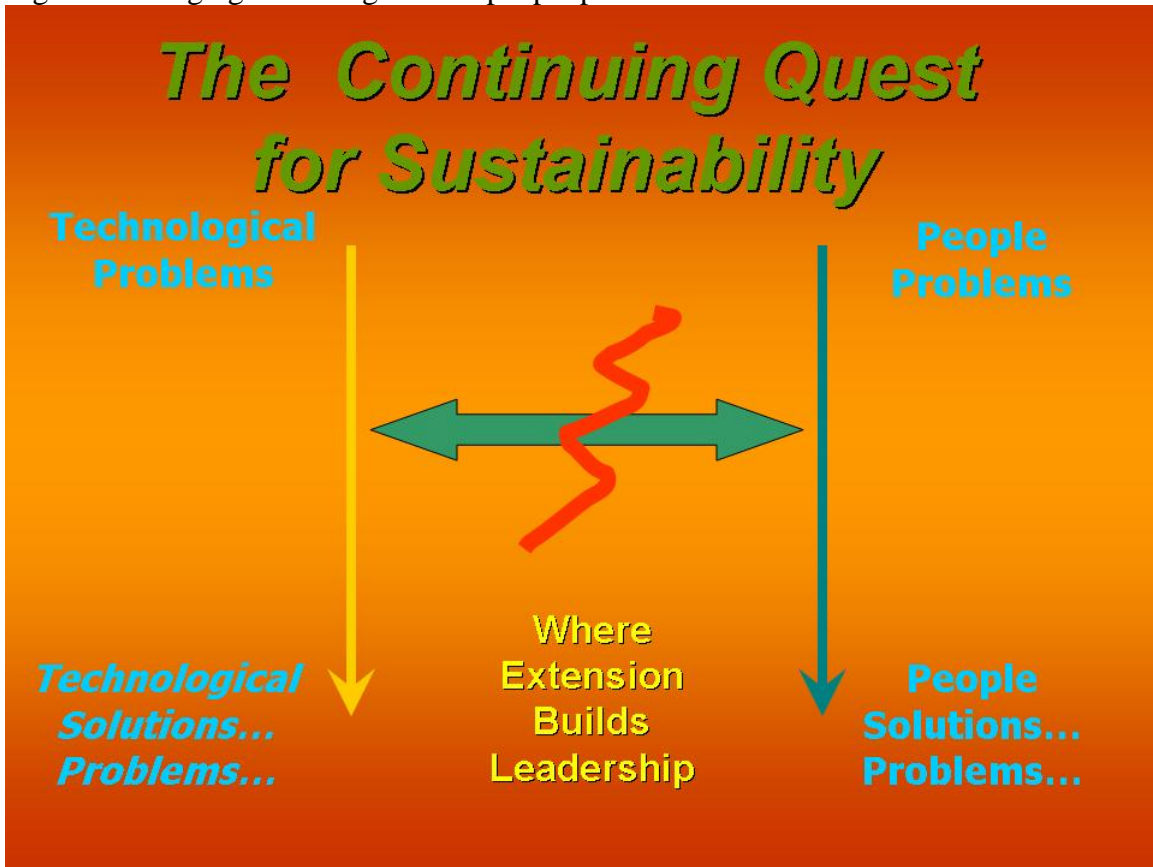 The Continuing Quest
for Sustainability
Technological
Problems
People
Problems
Where
Extension
Builds
Leadership
Technological
Solutions...
Problems...
People
Solutions...
Problems...